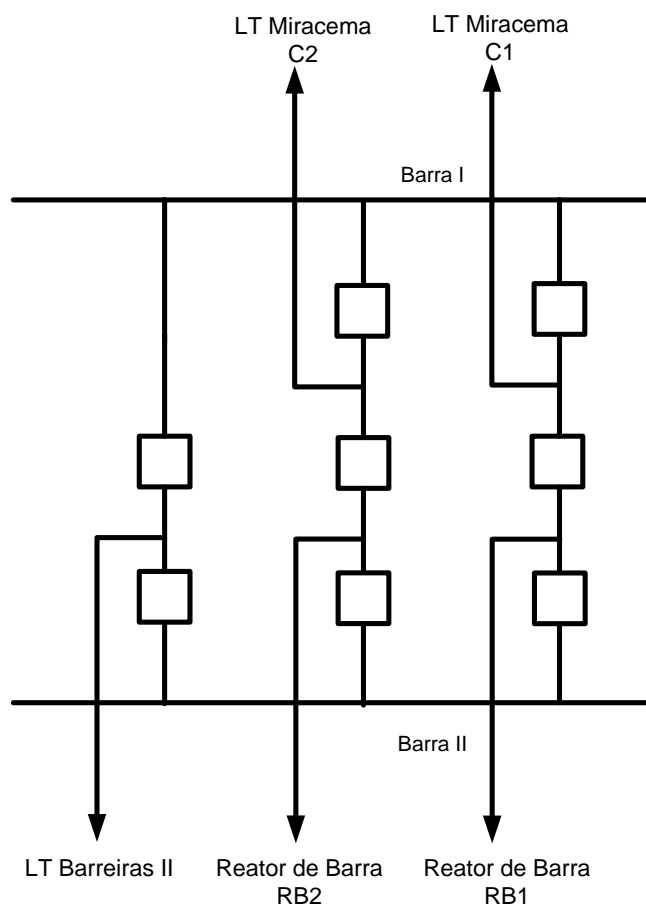 LT Miracema
C2
LT Miracema
C1
Barra I
Barra II
LT Barreiras II
Reator de Barra
RB2
Reator de Barra
RB1